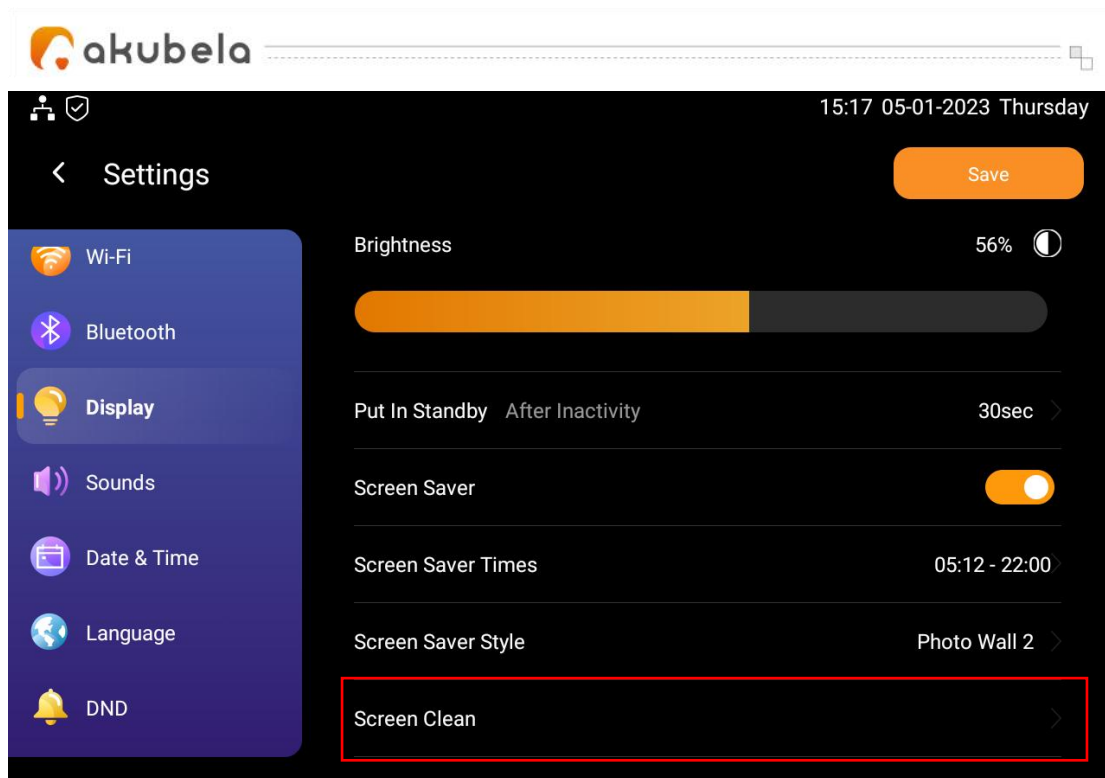 akubela
15:17 05-01-2023 Thursday
Settings
Save
Wi-Fi
Bluetooth
Display
Sounds
Date & Time
Language
DND
Brightness 56%
Put In Standby After Inactivity 30sec
Screen Saver
Screen Saver Times 05:12 - 22:00
Screen Saver Style Photo Wall 2
Screen Clean